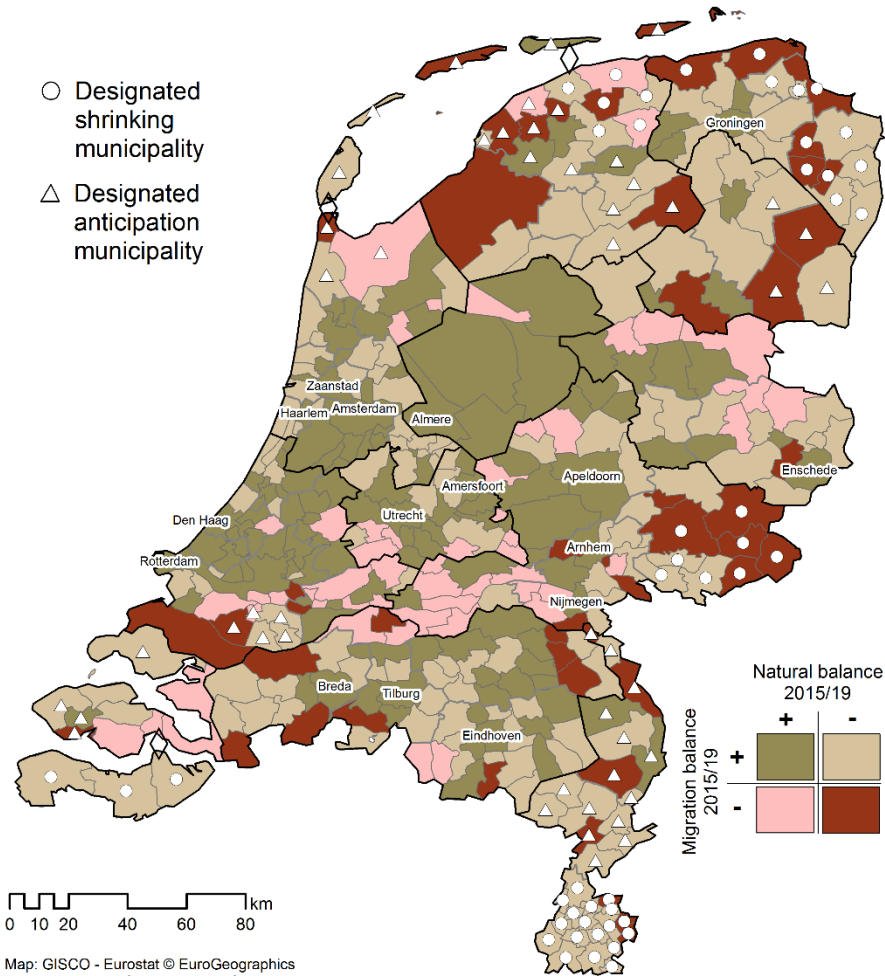 Designated
shrinking
municipality
Designated
anticipation
municipality
Groningen
Zaanstad
Haarlem
Amsterdam
Almere
Enschede
Apeldoorn
Amersfoort
Utrecht
Den Haag
Arnhem
Rotterdam
Nijmegen
Breda
Tilburg
Eindhoven
Natural balance
2015/19
+ -
Migration balance
2015/19
+
-
0 10 20 40 60 80 km
Map: GISCO - Eurostat © EuroGeographics